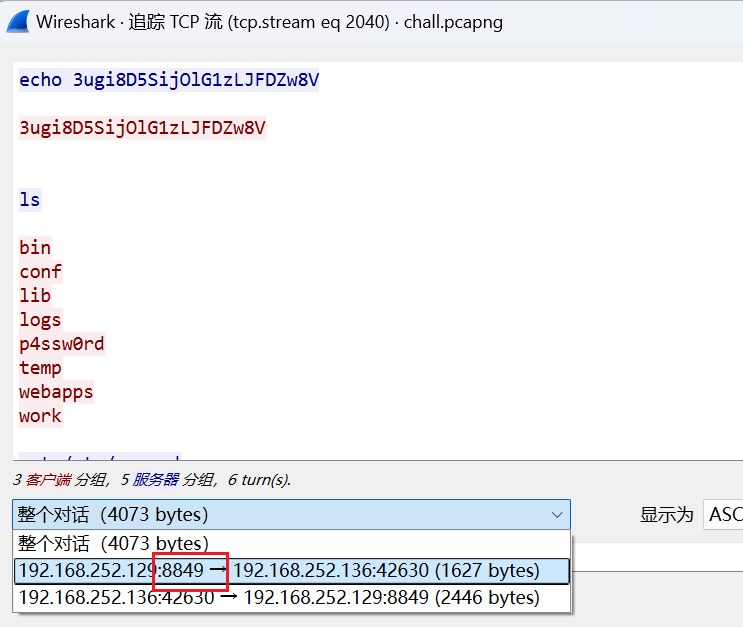 Wireshark · 追踪 TCP 流 (tcp.stream eq 2040) · chall.pcapng
echo 3ugi8D5SijOlG1zLJFDZw8V
3ugi8D5SijOlG1zLJFDZw8V
ls
bin
conf
lib
logs
p4ssw0rd
temp
webapps
work
3 客户端 分组，5 服务器 分组，6 turn(s).
整个对话 (4073 bytes) 显示为 ASC
整个对话 (4073 bytes)
192.168.252.129:8849 → 192.168.252.136:42630 (1627 bytes)
192.168.252.136:42630 → 192.168.252.129:8849 (2446 bytes)